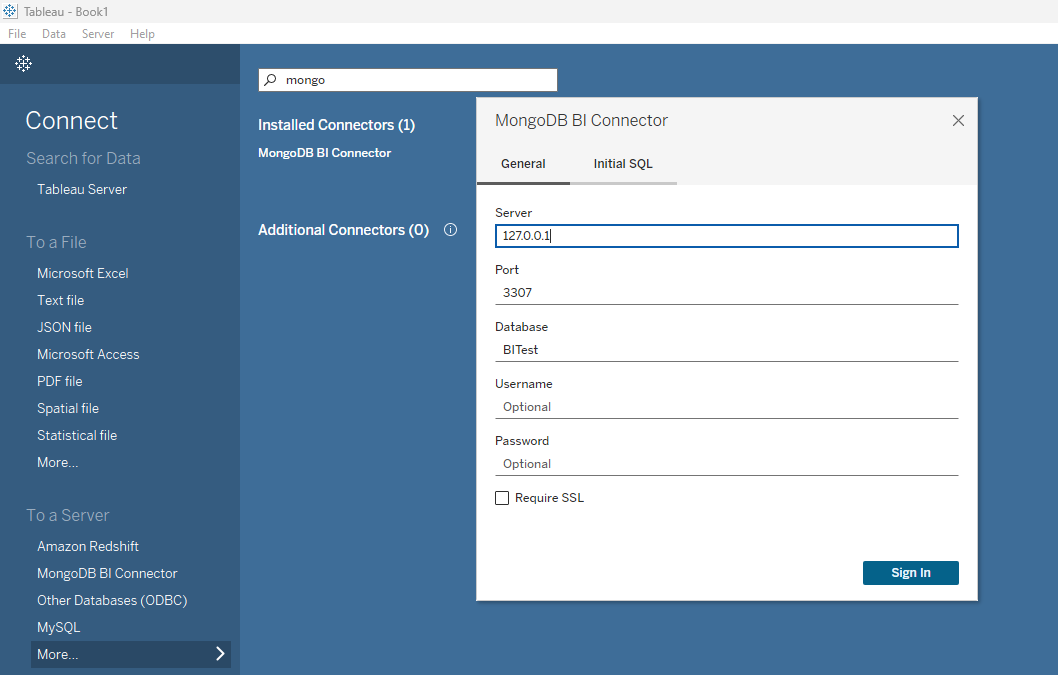 Tableau - Book1
File Data Server Help
Connect
Search for Data
Tableau Server
To a File
Microsoft Excel
Text file
JSON file
Microsoft Access
PDF file
Spatial file
Statistical file
More...
To a Server
Amazon Redshift
MongoDB BI Connector
Other Databases (ODBC)
MySQL
More...
mongo
Installed Connectors (1)
MongoDB BI Connector
Additional Connectors (0)
MongoDB BI Connector
General Initial SQL
Server
127.0.0.1
Port
3307
Database
BITest
Username
Optional
Password
Optional
Require SSL
Sign In